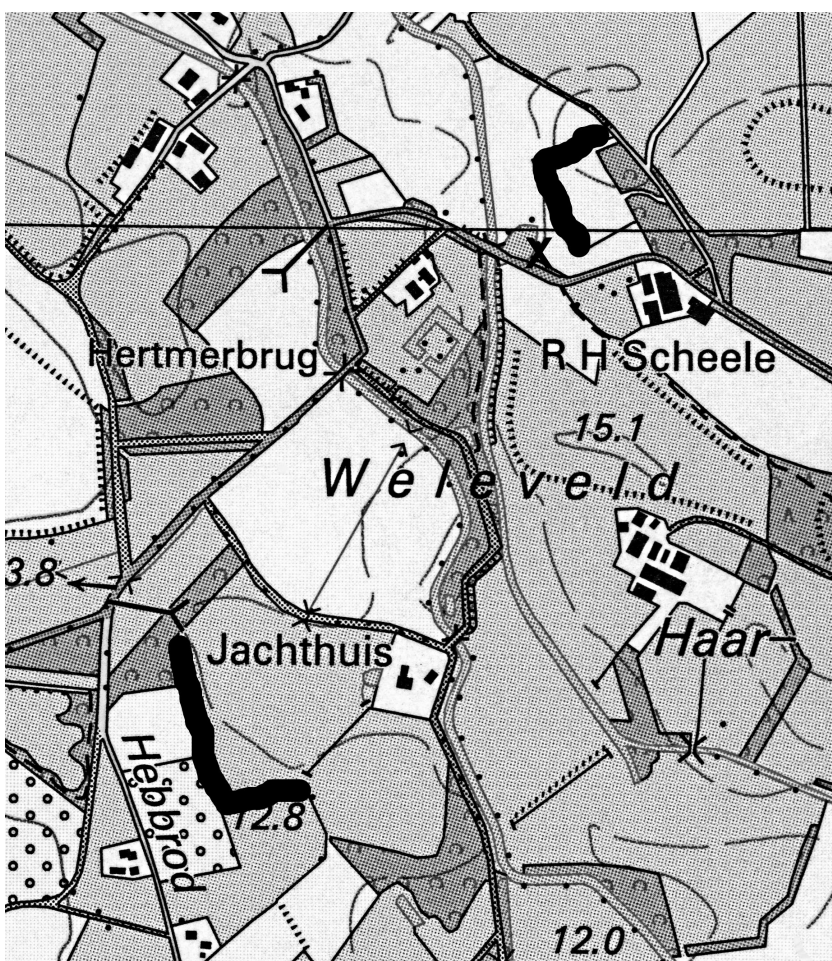 Hertmerbrug
R H Scheele
15.1
Weleveld
3.8
Haar
Jachthuis
Hebbrod
12.8
12.0